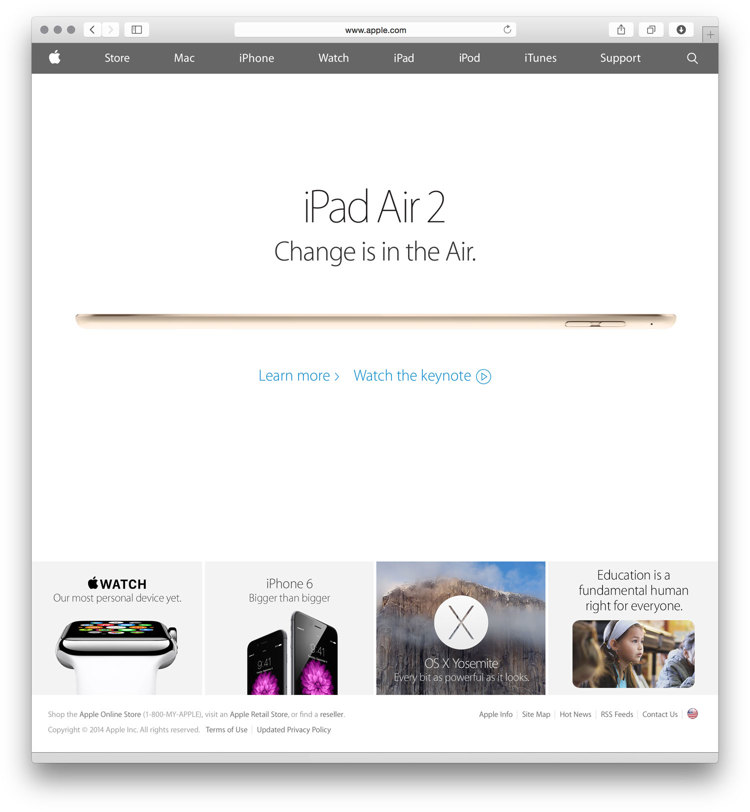 www.apple.com
Store Mac iPhone Watch iPad iPod iTunes Support
iPad Air 2
Change is in the Air.
Learn more Watch the keynote
WATCH
Our most personal device yet.
iPhone 6
Bigger than bigger
9:41
9:41
OS X Yosemite
Every bit as powerful as it looks.
Education is a
fundamental human
right for everyone.
Shop the Apple Online Store (1-800-MY-APPLE), visit an Apple Retail Store, or find a reseller.
Apple Info | Site Map | Hot News | RSS Feeds | Contact Us
Copyright © 2014 Apple Inc. All rights reserved. Terms of Use | Updated Privacy Policy